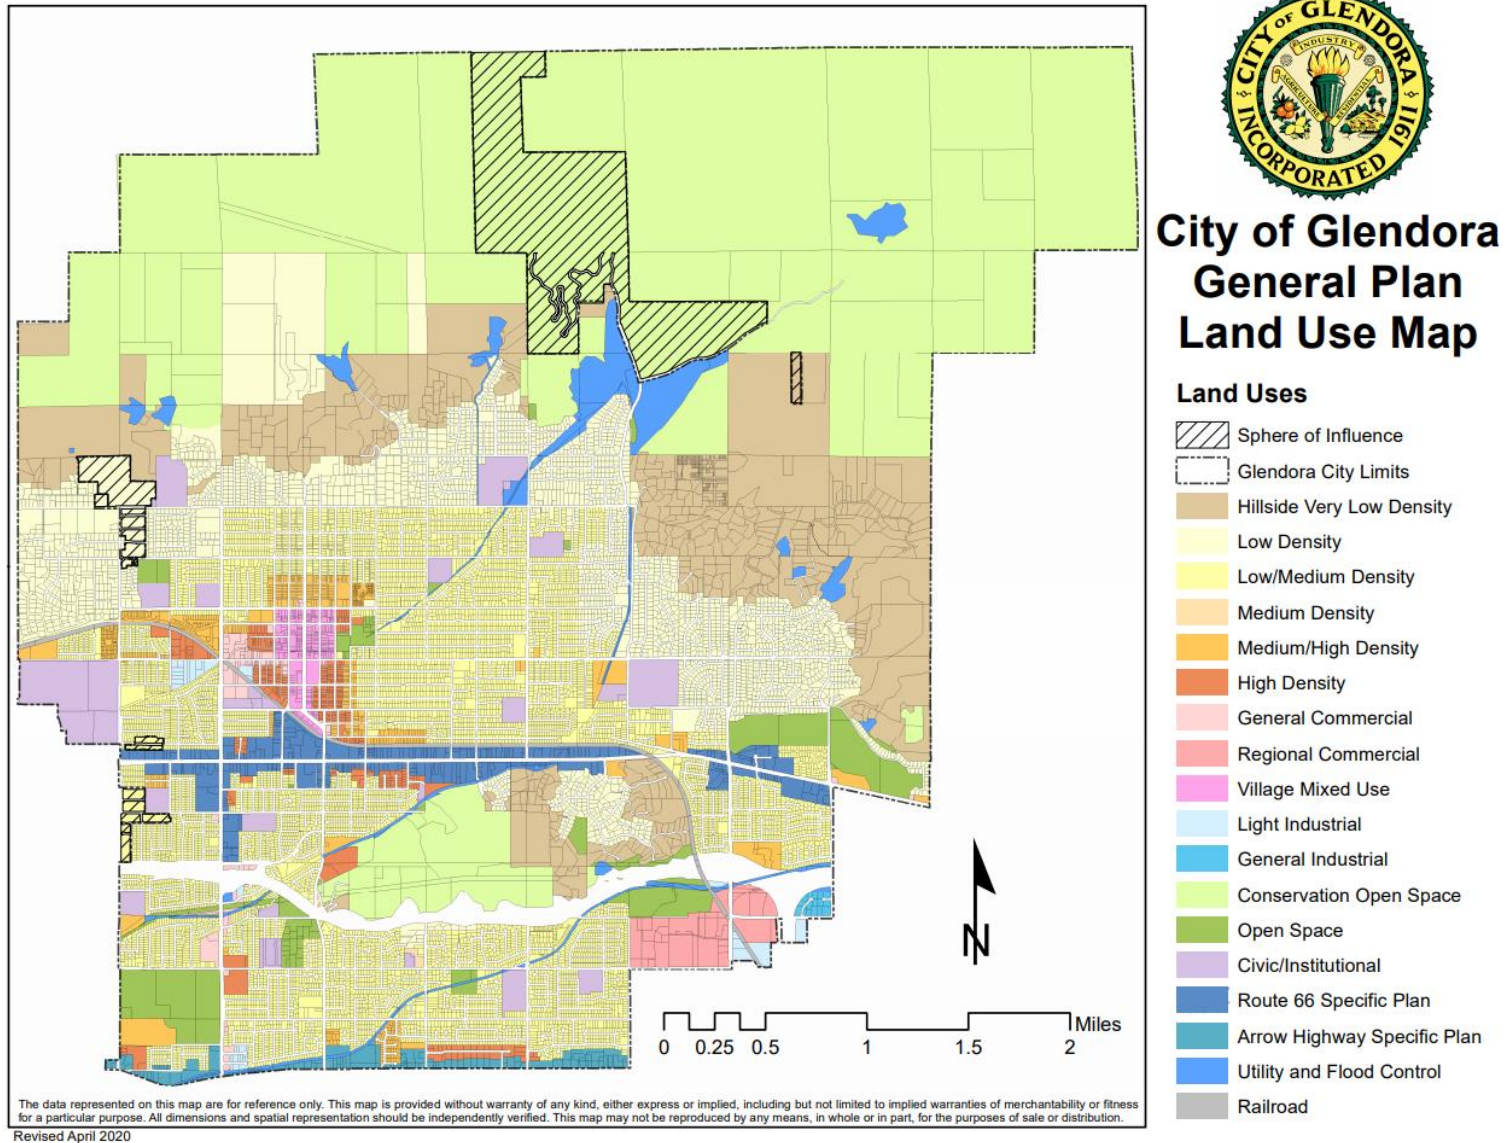 CITY OF GLENDORA
INDUSTRY
AGRICULTURE
RESIDENTIAL
INCORPORATED 1911
City of Glendora
General Plan
Land Use Map
Land Uses
Sphere of Influence
Glendora City Limits
Hillside Very Low Density
Low Density
Low/Medium Density
Medium Density
Medium/High Density
High Density
General Commercial
Regional Commercial
Village Mixed Use
Light Industrial
General Industrial
Conservation Open Space
Open Space
Civic/Institutional
Route 66 Specific Plan
Arrow Highway Specific Plan
Utility and Flood Control
Railroad
N
Miles
0 0.25 0.5 1 1.5 2
The data represented on this map are for reference only. This map is provided without warranty of any kind, either express or implied, including but not limited to implied warranties of merchantability or fitness
for a particular purpose. All dimensions and spatial representation should be independently verified. This map may not be reproduced by any means, in whole or in part, for the purposes of sale or distribution.
Revised April 2020